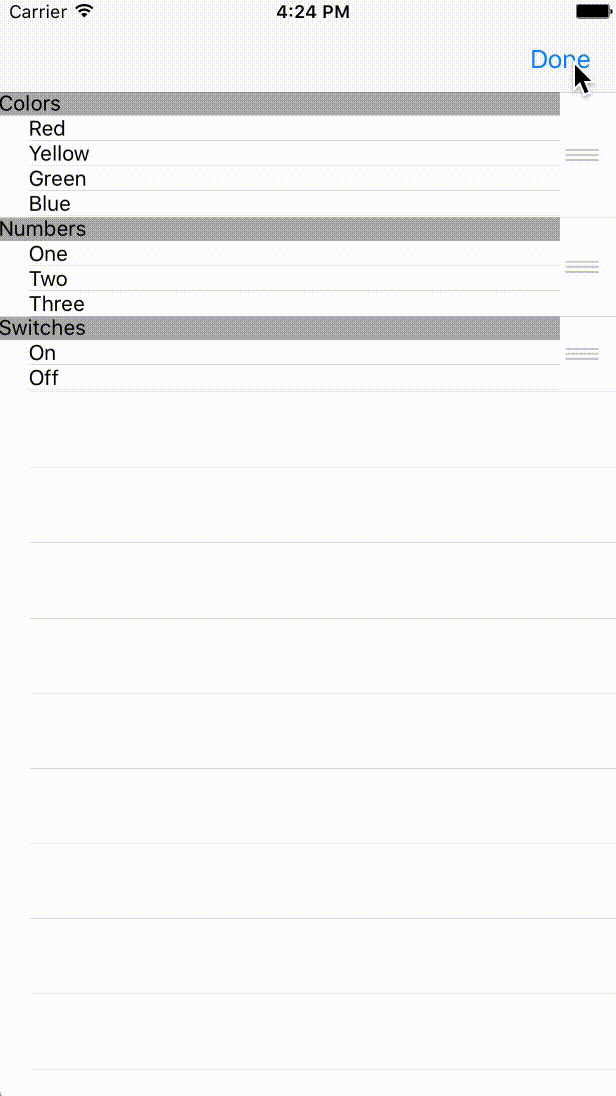 Carrier 4:24 PM
Done
Colors
Red
Yellow
Green
Blue
Numbers
One
Two
Three
Switches
On
Off